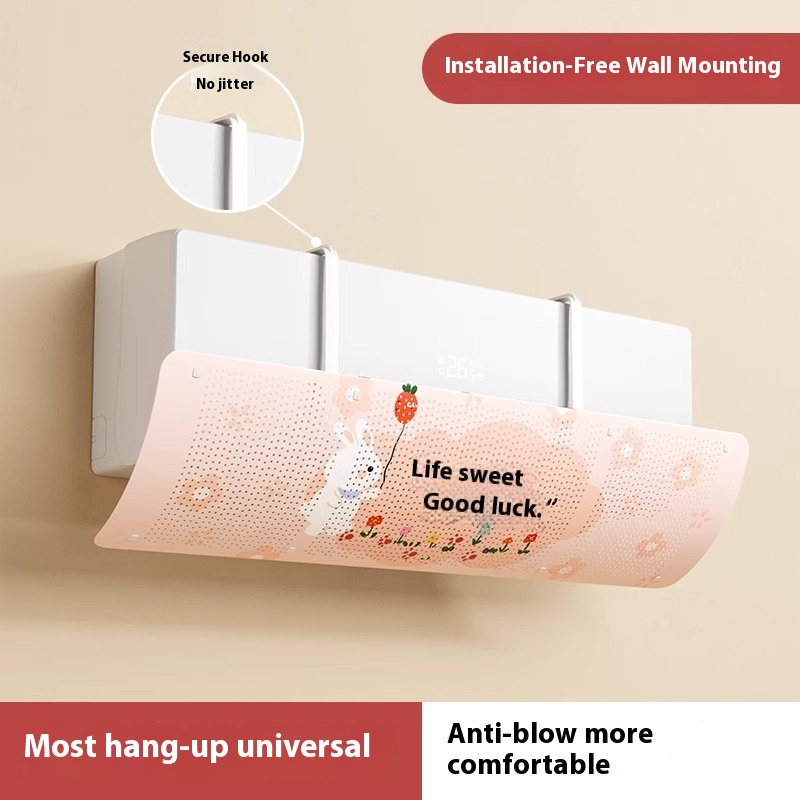 Secure Hook
No jitter
Installation-Free Wall Mounting
Life sweet
Good luck.“
Most hang-up universal
Anti-blow more
comfortable